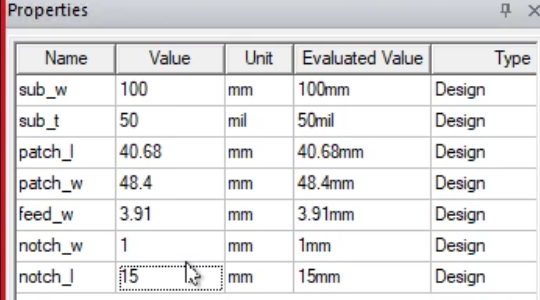 Properties
Name Value Unit Evaluated Value Type
sub_w 100 mm 100mm Design
sub_t 50 mil 50mil Design
patch_l 40.68 mm 40.68mm Design
patch_w 48.4 mm 48.4mm Design
feed_w 3.91 mm 3.91mm Design
notch_w 1 mm 1mm Design
notch_l 15 mm 15mm Design